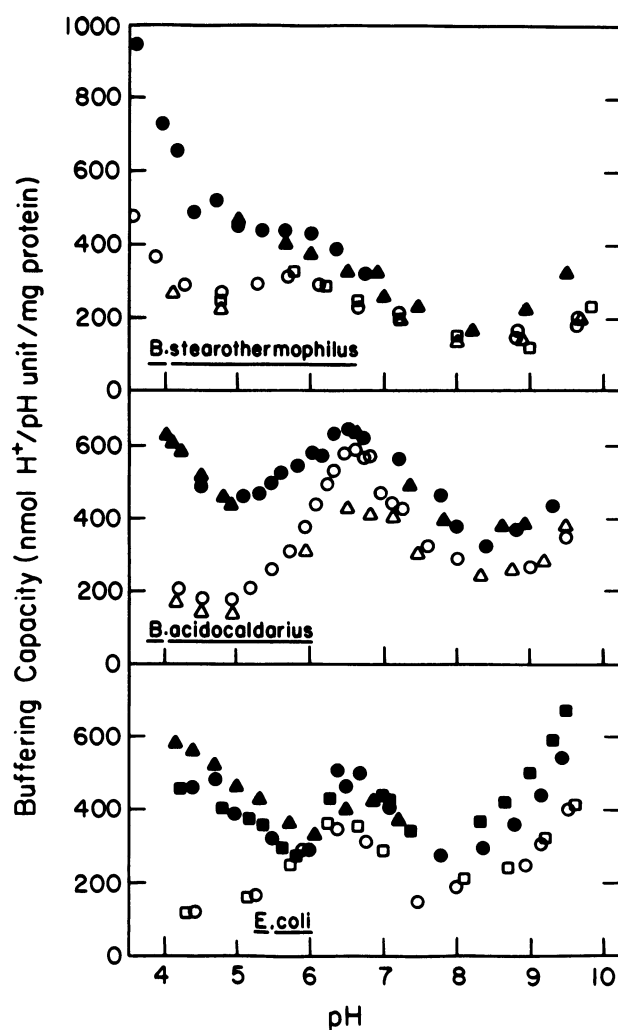 Buffering Capacity (nmol H⁺/pH unit/mg protein)
1000
800
600
400
200
0
B. stearothermophilus
600
400
200
0
B. acidocaldarius
600
400
200
0
E. coli
4 5 6 7 8 9 10
pH